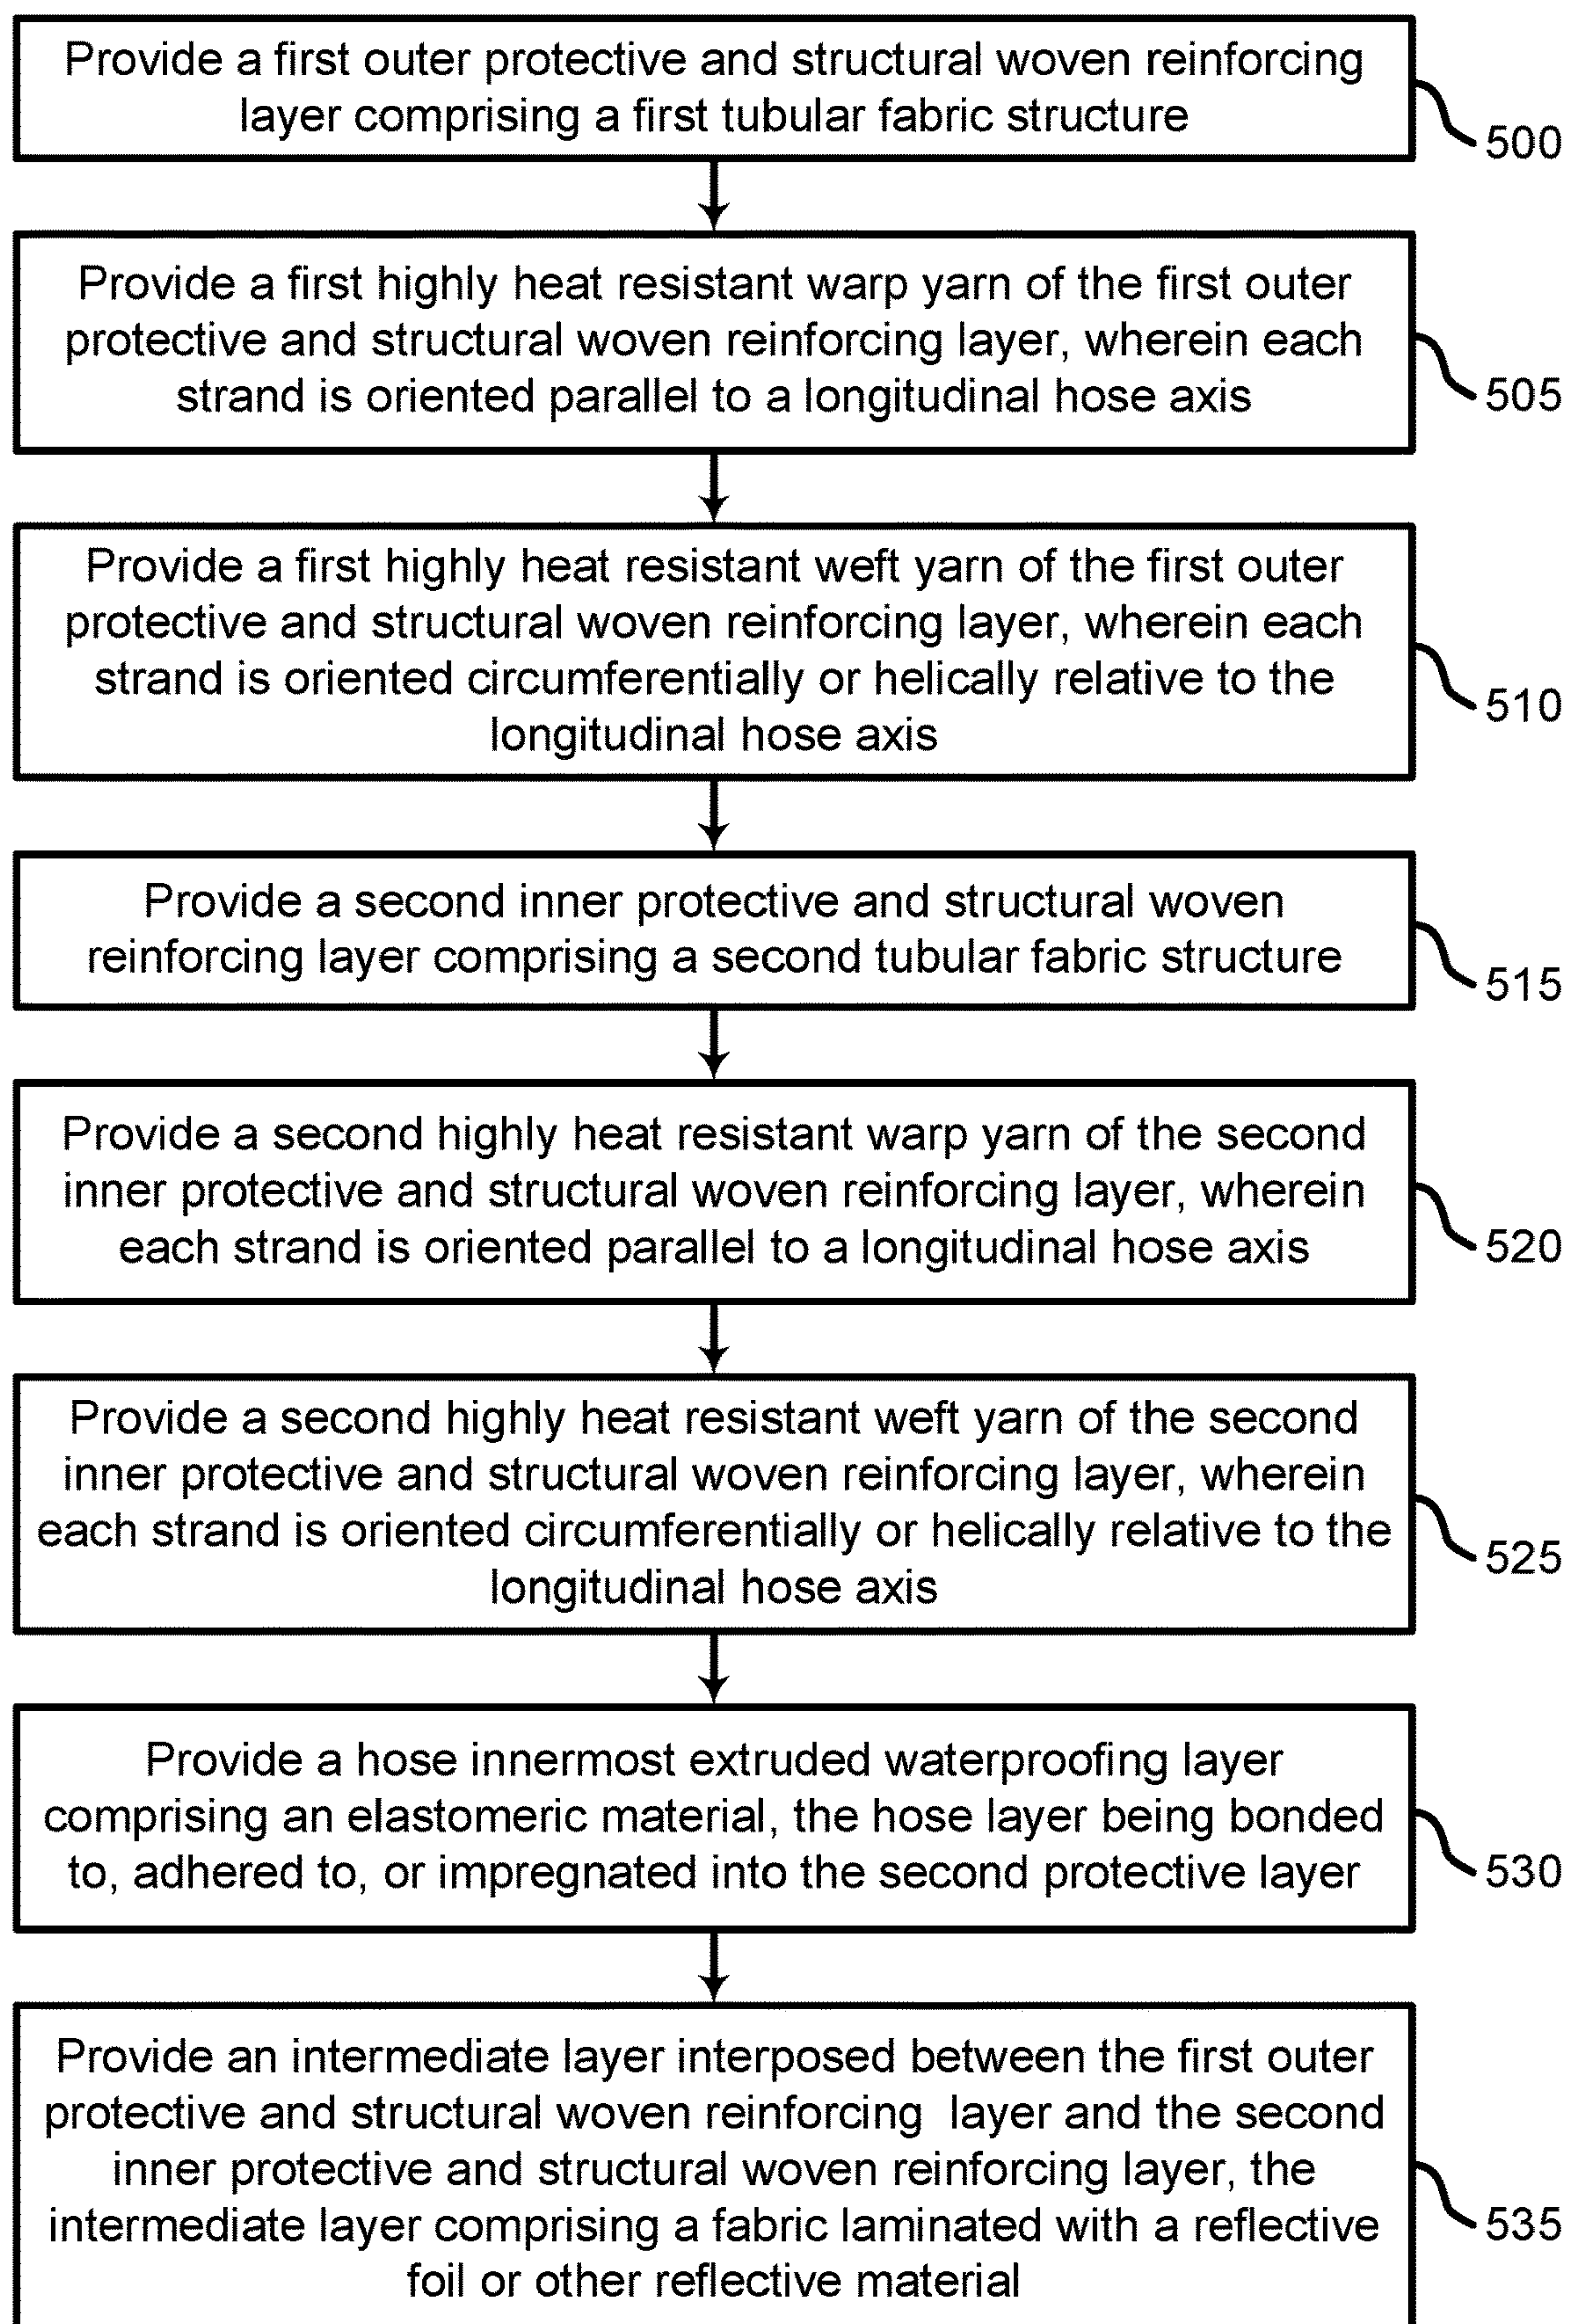 Provide a first outer protective and structural woven reinforcing
layer comprising a first tubular fabric structure
500
Provide a first highly heat resistant warp yarn of the first outer
protective and structural woven reinforcing layer, wherein each
strand is oriented parallel to a longitudinal hose axis
505
Provide a first highly heat resistant weft yarn of the first outer
protective and structural woven reinforcing layer, wherein each
strand is oriented circumferentially or helically relative to the
longitudinal hose axis
510
Provide a second inner protective and structural woven
reinforcing layer comprising a second tubular fabric structure
515
Provide a second highly heat resistant warp yarn of the second
inner protective and structural woven reinforcing layer, wherein
each strand is oriented parallel to a longitudinal hose axis
520
Provide a second highly heat resistant weft yarn of the second
inner protective and structural woven reinforcing layer, wherein
each strand is oriented circumferentially or helically relative to the
longitudinal hose axis
525
Provide a hose innermost extruded waterproofing layer
comprising an elastomeric material, the hose layer being bonded
to, adhered to, or impregnated into the second protective layer
530
Provide an intermediate layer interposed between the first outer
protective and structural woven reinforcing layer and the second
inner protective and structural woven reinforcing layer, the
intermediate layer comprising a fabric laminated with a reflective
foil or other reflective material
535